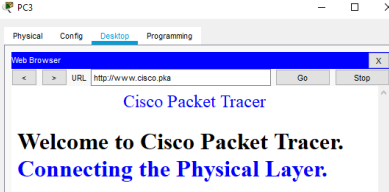 PC3
Physical Config Desktop Programming
Web Browser X
< > URL http://www.cisco.pka Go Stop
Cisco Packet Tracer
Welcome to Cisco Packet Tracer.
Connecting the Physical Layer.